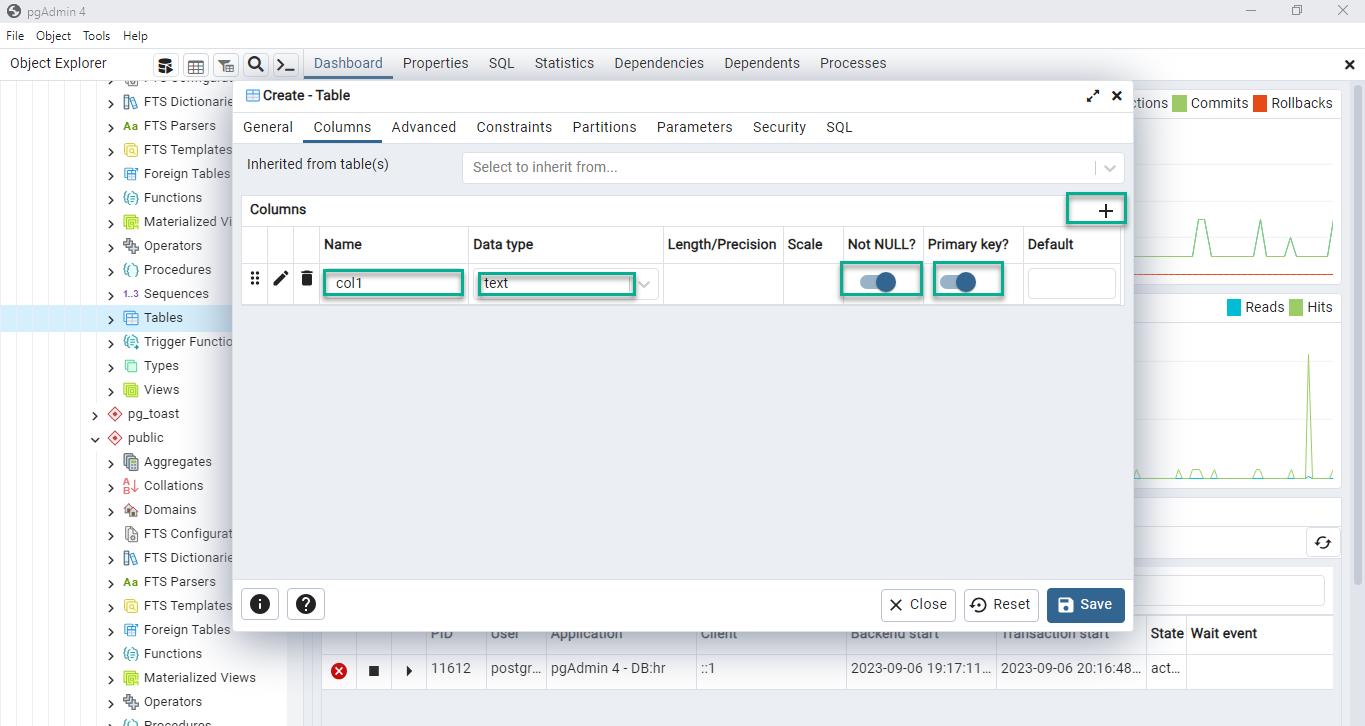 pgAdmin 4
File Object Tools Help
Object Explorer
Dashboard Properties SQL Statistics Dependencies Dependents Processes
FTS Dictionarie
FTS Parsers
FTS Templates
Foreign Tables
Functions
Materialized Vi
Operators
Procedures
Sequences
Tables
Trigger Functio
Types
Views
pg_toast
public
Aggregates
Collations
Domains
FTS Configurat
FTS Dictionarie
FTS Parsers
FTS Templates
Foreign Tables
Functions
Materialized Views
Operators
Procedures
Create - Table
General Columns Advanced Constraints Partitions Parameters Security SQL
Inherited from table(s)
Select to inherit from...
Columns
Name Data type Length/Precision Scale Not NULL? Primary key? Default
col1 text
Close Reset Save
ctions Commits Rollbacks
Reads Hits
PID User Application Client Backend start Transaction start State Wait event
11612 postgr... pgAdmin 4 - DB:hr ::1 2023-09-06 19:17:11... 2023-09-06 20:16:48... act...